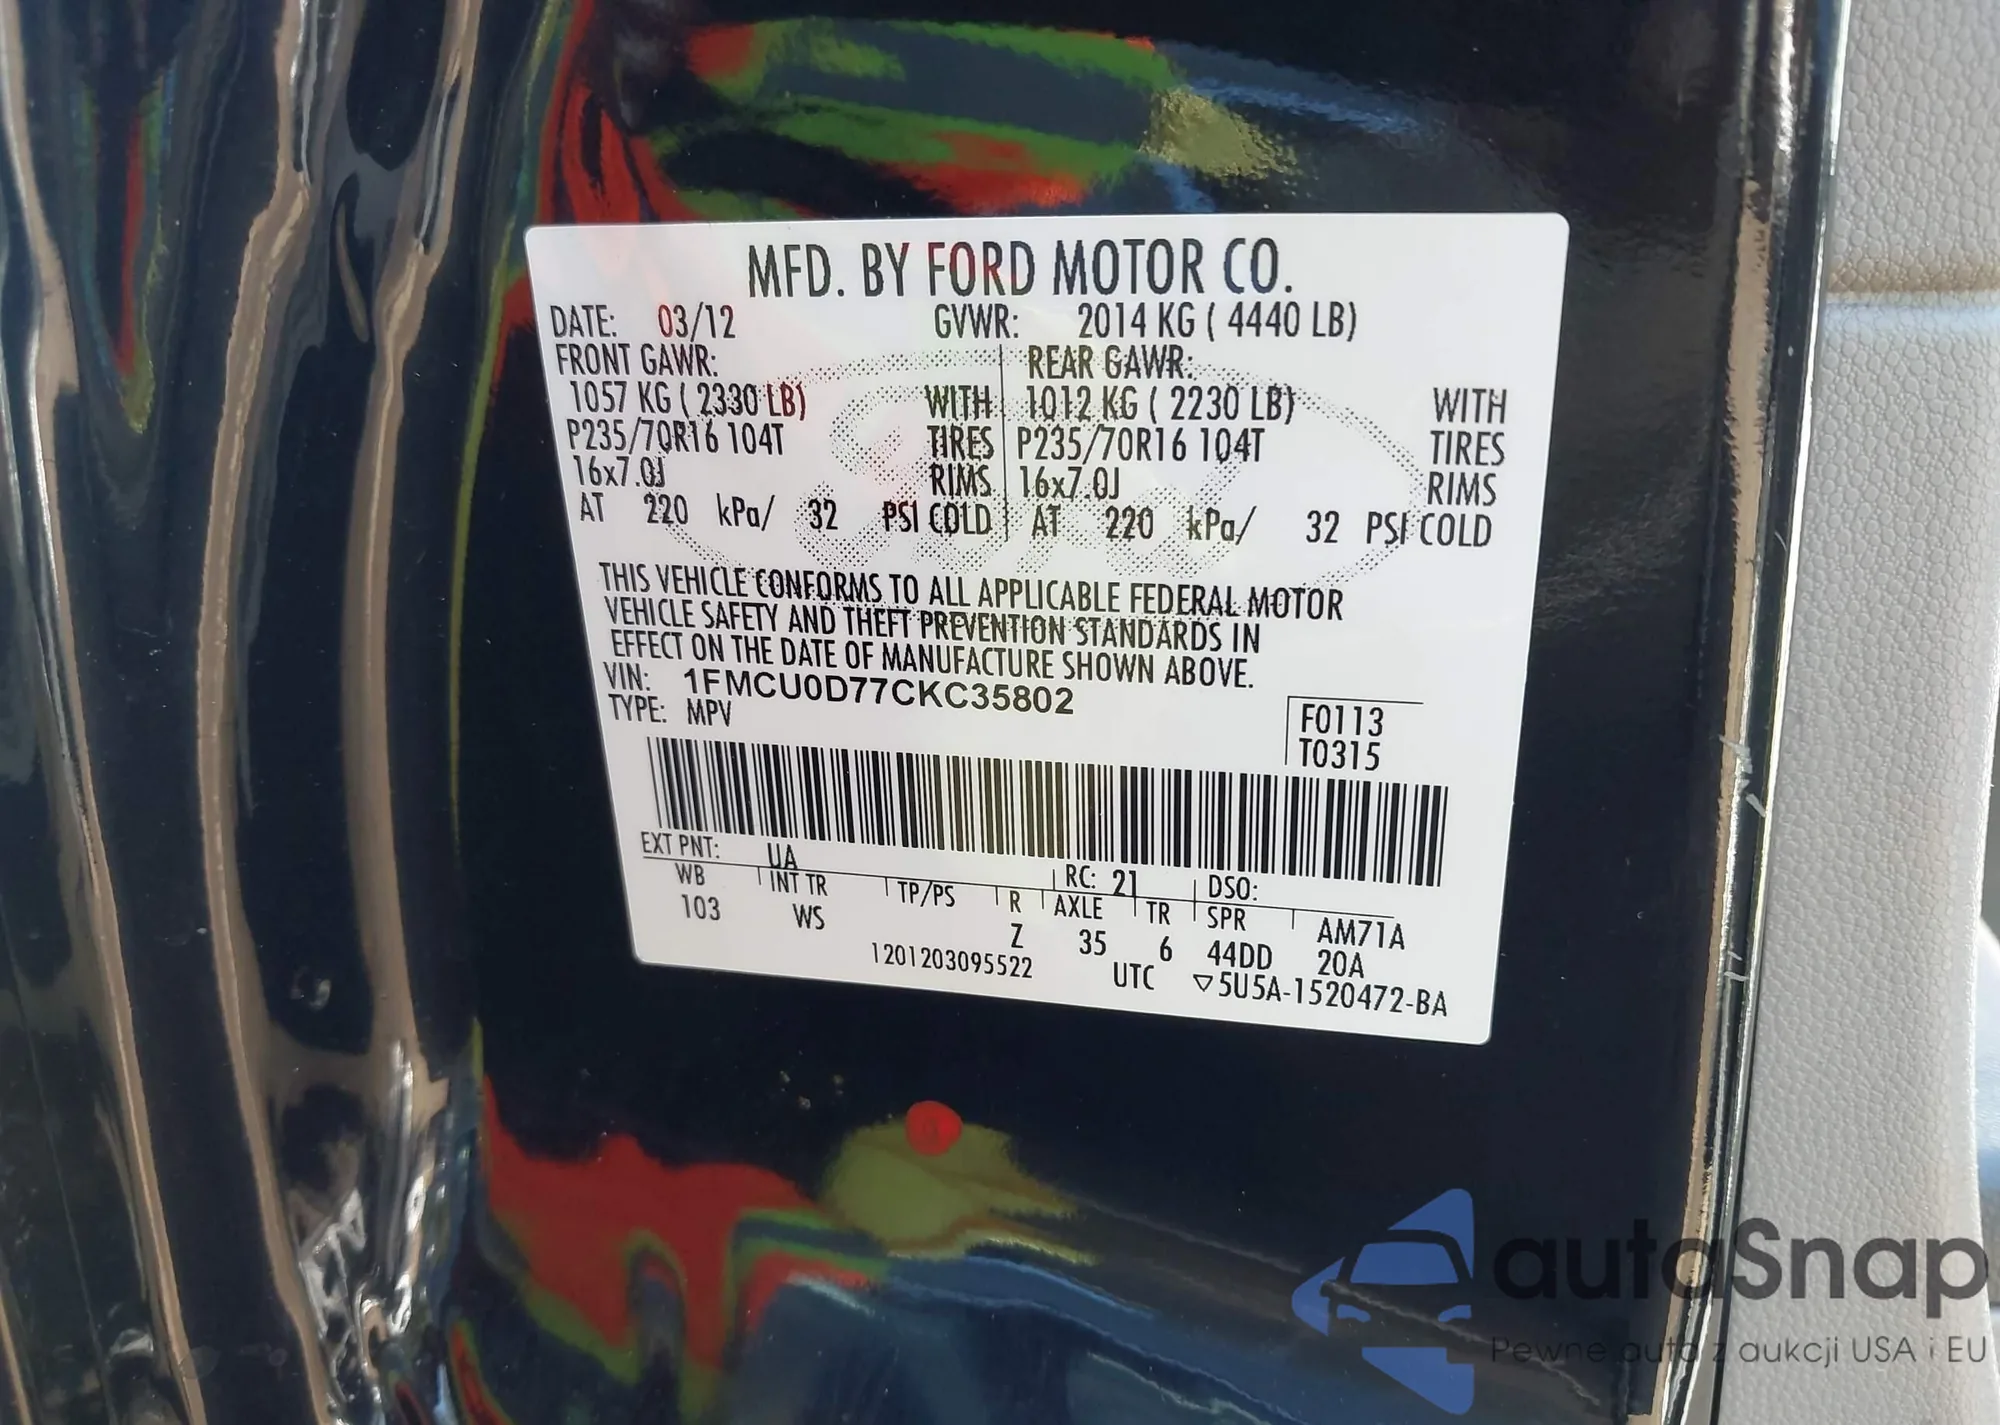 MFD. BY FORD MOTOR CO.
DATE: 03/12 GVWR: 2014 KG ( 4440 LB)
FRONT GAWR: REAR GAWR:
1057 KG ( 2330 LB) WITH 1012 KG ( 2230 LB) WITH
P235/70R16 104T TIRES P235/70R16 104T TIRES
16x7.0J RIMS 16x7.0J RIMS
AT 220 kPa/ 32 PSI COLD AT 220 kPa/ 32 PSI COLD
THIS VEHICLE CONFORMS TO ALL APPLICABLE FEDERAL MOTOR
VEHICLE SAFETY AND THEFT PREVENTION STANDARDS IN
EFFECT ON THE DATE OF MANUFACTURE SHOWN ABOVE.
VIN: 1FMCU0D77CKC35802
TYPE: MPV
F0113
T0315
EXT PNT: UA RC: 21 DSO:
WB INT TR TP/PS R AXLE TR SPR AM71A
103 WS Z 35 6 44DD 20A
1201203095522 UTC ▽5U5A-1520472-BA
autoSnap
Pewne auto z aukcji USA i EU